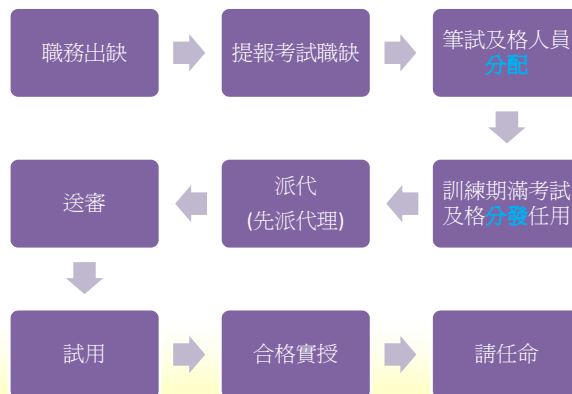 職務出缺
提報考試職缺
筆試及格人員
分配
訓練期滿考試
及格分發任用
派代
(先派代理)
送審
試用
合格實授
請任命